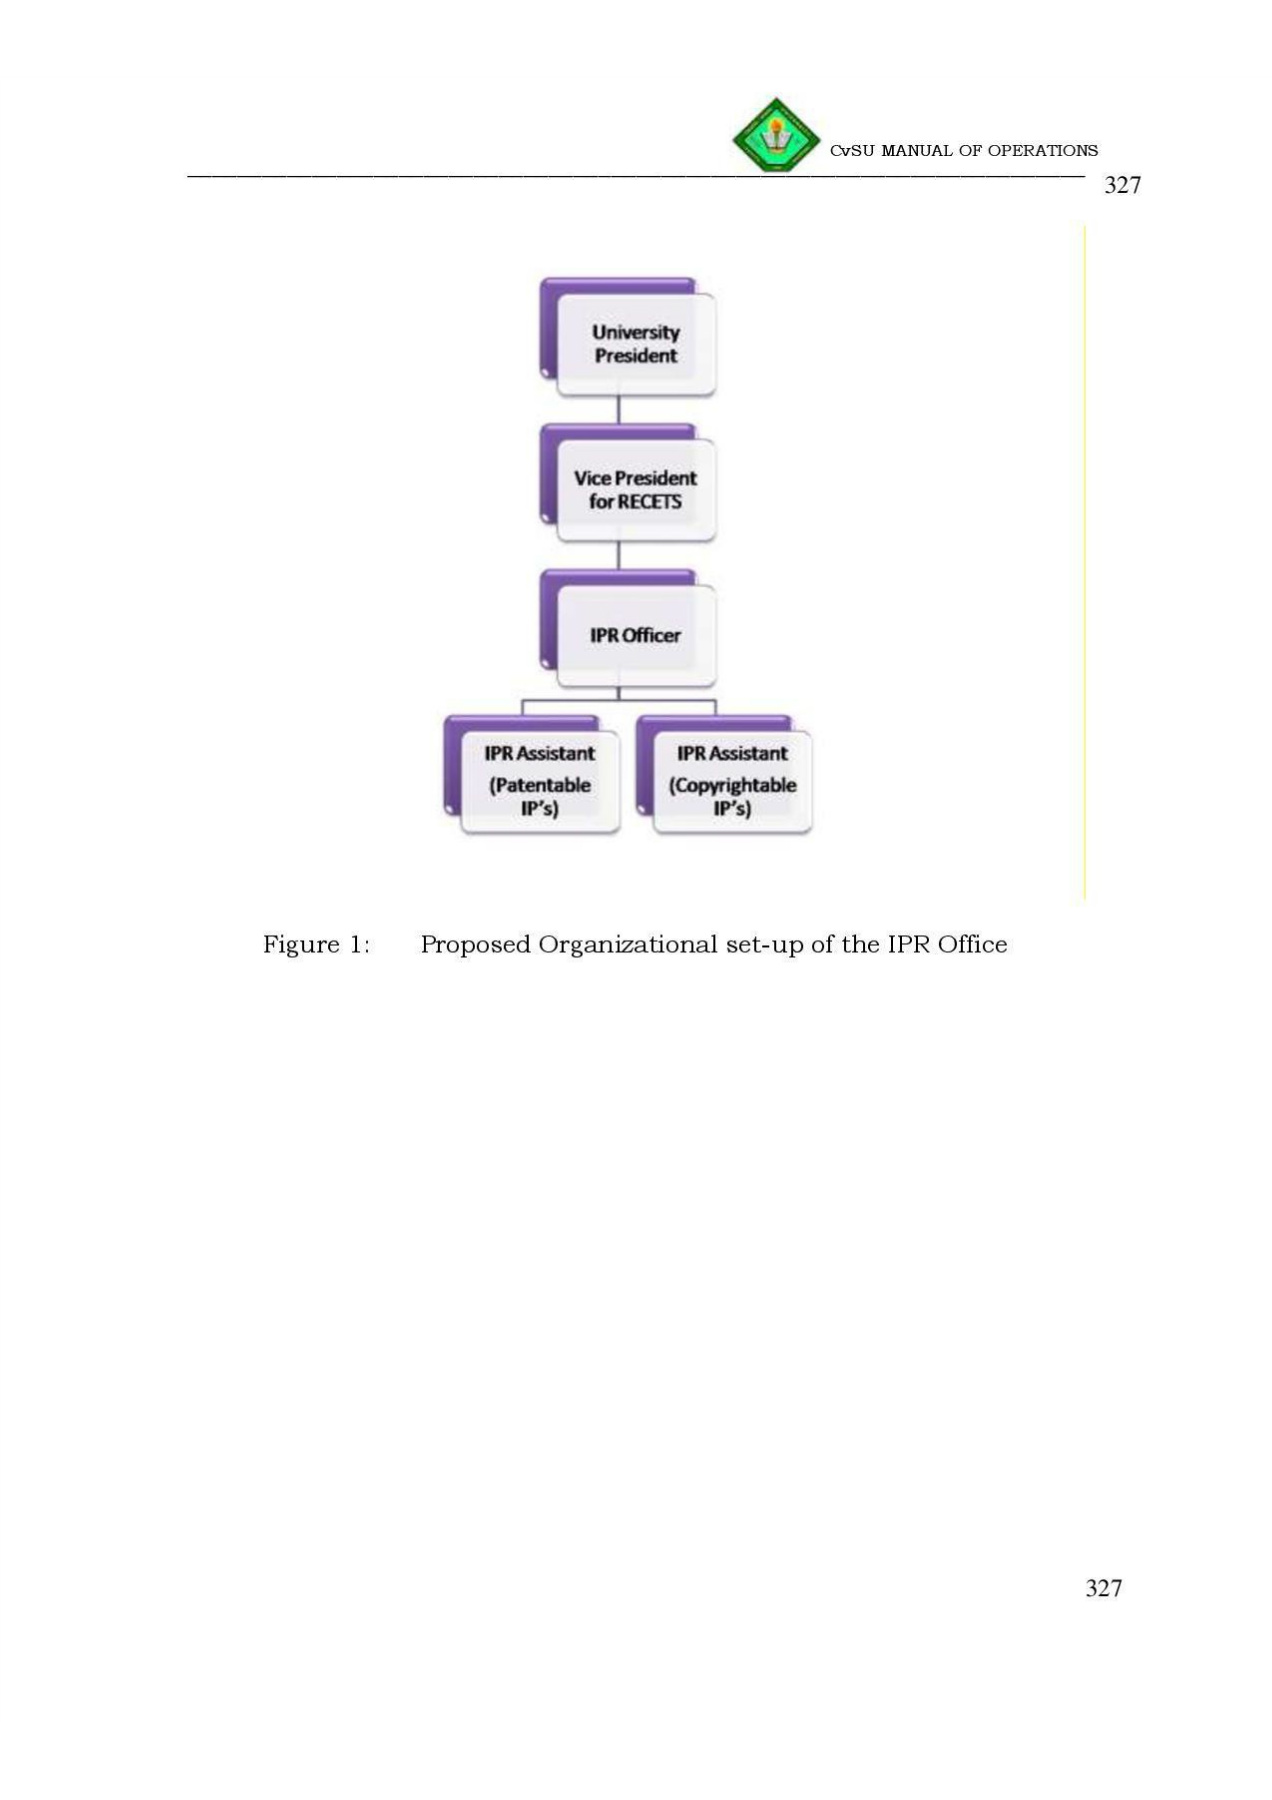 CvSU MANUAL OF OPERATIONS
327
University
President
Vice President
for RECETS
IPR Officer
IPR Assistant
(Patentable
IP's)
IPR Assistant
(Copyrightable
IP's)
Figure 1: Proposed Organizational set-up of the IPR Office
327